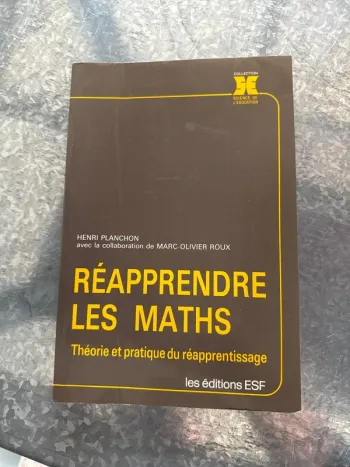 COLLECTION
SCIENCE DE
L'ÉDUCATION
HENRI PLANCHON
avec la collaboration de MARC-OLIVIER ROUX
RÉAPPRENDRE
LES MATHS
Théorie et pratique du réapprentissage
les éditions ESF